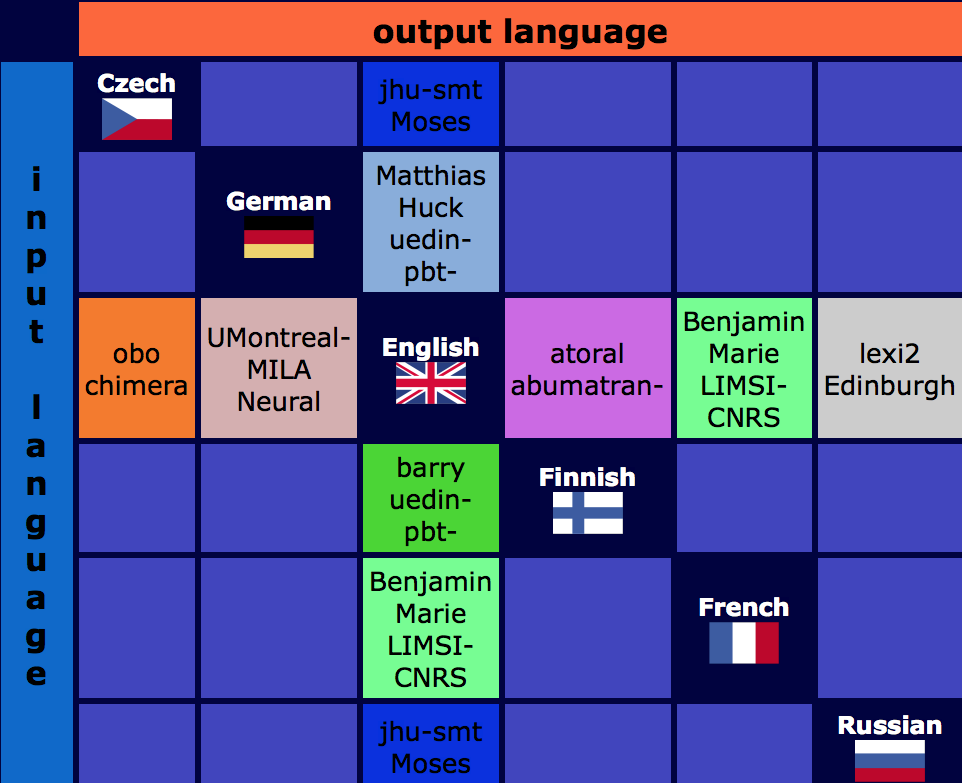 output language
input language
Czech
jhu-smt
Moses
German
Matthias
Huck
uedin-
pbt-
obo
chimera
UMontreal-
MILA
Neural
English
atoral
abumatran-
Benjamin
Marie
LIMSI-
CNRS
lexi2
Edinburgh
barry
uedin-
pbt-
Finnish
Benjamin
Marie
LIMSI-
CNRS
French
jhu-smt
Moses
Russian